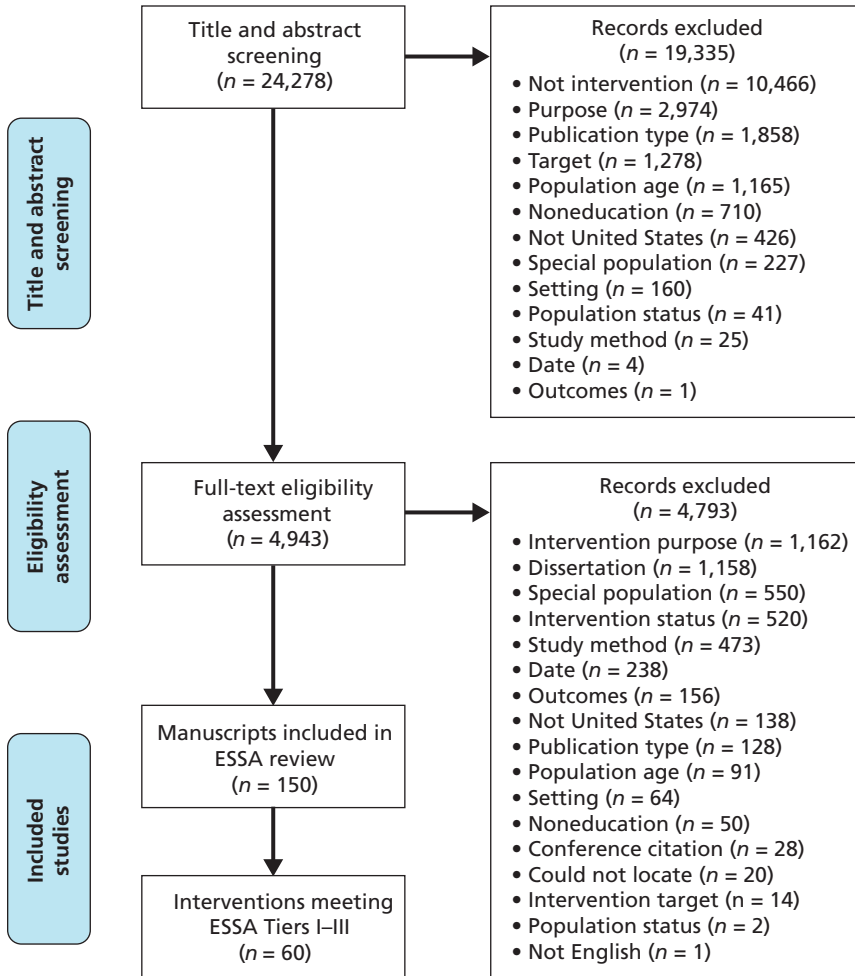 Title and abstract
screening
Title and abstract
screening
(n = 24,278)
Records excluded
(n = 19,335)
• Not intervention (n = 10,466)
• Purpose (n = 2,974)
• Publication type (n = 1,858)
• Target (n = 1,278)
• Population age (n = 1,165)
• Noneducation (n = 710)
• Not United States (n = 426)
• Special population (n = 227)
• Setting (n = 160)
• Population status (n = 41)
• Study method (n = 25)
• Date (n = 4)
• Outcomes (n = 1)
Eligibility
assessment
Full-text eligibility
assessment
(n = 4,943)
Records excluded
(n = 4,793)
• Intervention purpose (n = 1,162)
• Dissertation (n = 1,158)
• Special population (n = 550)
• Intervention status (n = 520)
• Study method (n = 473)
• Date (n = 238)
• Outcomes (n = 156)
• Not United States (n = 138)
• Publication type (n = 128)
• Population age (n = 91)
• Setting (n = 64)
• Noneducation (n = 50)
• Conference citation (n = 28)
• Could not locate (n = 20)
• Intervention target (n = 14)
• Population status (n = 2)
• Not English (n = 1)
Included
studies
Manuscripts included in
ESSA review
(n = 150)
Interventions meeting
ESSA Tiers I–III
(n = 60)